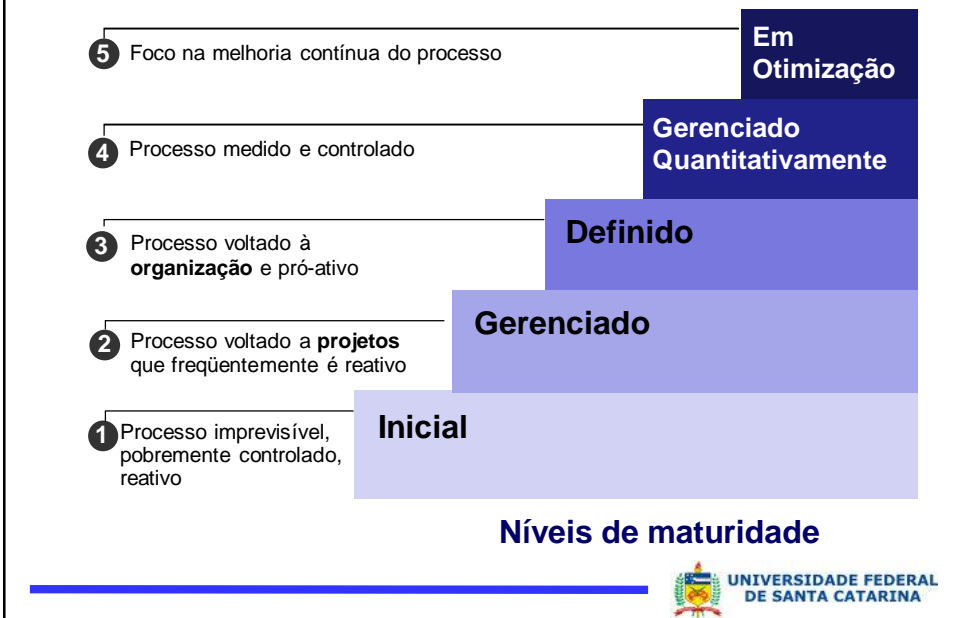 5 Foco na melhoria contínua do processo
Em
Otimização
4 Processo medido e controlado
Gerenciado
Quantitativamente
3 Processo voltado à
organização e pró-ativo
Definido
2 Processo voltado a projetos
que freqüentemente é reativo
Gerenciado
1 Processo imprevisível,
pobremente controlado,
reativo
Inicial
Níveis de maturidade
UNIVERSIDADE FEDERAL
DE SANTA CATARINA